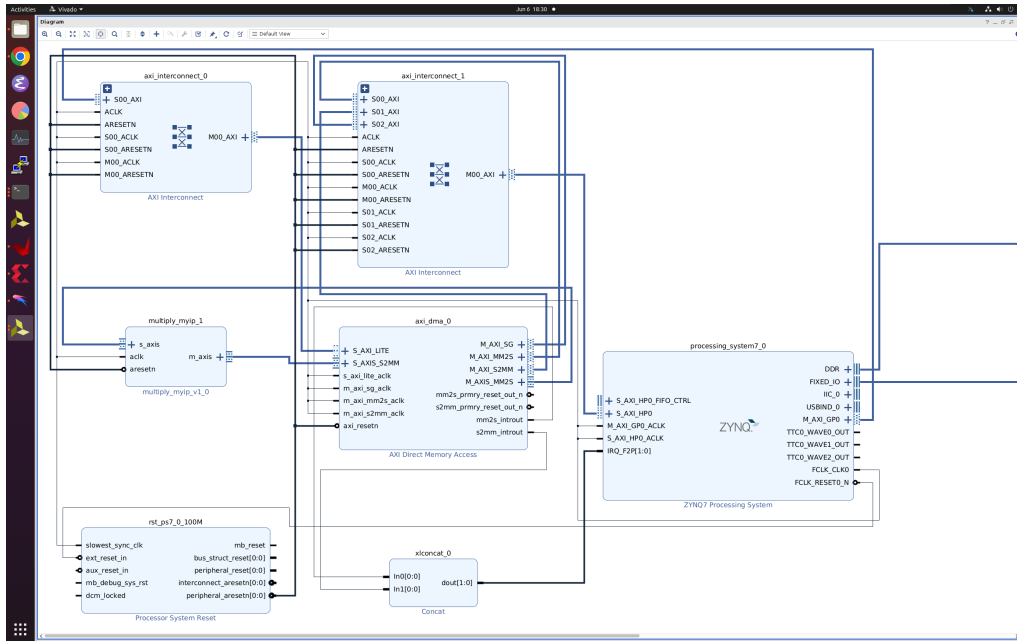 Activities
Vivado
Jun 6 18:30
Diagram
Default View
axi_interconnect_0
S00_AXI
ACLK
ARESETN
S00_ACLK
S00_ARESETN
M00_ACLK
M00_ARESETN
M00_AXI
AXI Interconnect
axi_interconnect_1
S00_AXI
S01_AXI
S02_AXI
ACLK
ARESETN
S00_ACLK
S00_ARESETN
M00_ACLK
M00_ARESETN
S01_ACLK
S01_ARESETN
S02_ACLK
S02_ARESETN
M00_AXI
AXI Interconnect
multiply_myip_1
s_axis
aclk
aresetn
m_axis
multiply_myip_v1_0
axi_dma_0
S_AXI_LITE
S_AXIS_S2MM
s_axi_lite_aclk
m_axi_sg_aclk
m_axi_mm2s_aclk
m_axi_s2mm_aclk
axi_resetn
M_AXI_SG
M_AXI_MM2S
M_AXI_S2MM
M_AXIS_MM2S
mm2s_prmry_reset_out_n
s2mm_prmry_reset_out_n
mm2s_introut
s2mm_introut
AXI Direct Memory Access
processing_system7_0
S_AXI_HP0_FIFO_CTRL
S_AXI_HP0
M_AXI_GP0_ACLK
S_AXI_HP0_ACLK
IRQ_F2P[1:0]
ZYNQ
DDR
FIXED_IO
IIC_0
USBIND_0
M_AXI_GP0
TTC0_WAVE0_OUT
TTC0_WAVE1_OUT
TTC0_WAVE2_OUT
FCLK_CLK0
FCLK_RESET0_N
ZYNQ7 Processing System
rst_ps7_0_100M
slowest_sync_clk
ext_reset_in
aux_reset_in
mb_debug_sys_rst
dcm_locked
mb_reset
bus_struct_reset[0:0]
peripheral_reset[0:0]
interconnect_aresetn[0:0]
peripheral_aresetn[0:0]
Processor System Reset
xlconcat_0
In0[0:0]
In1[0:0]
dout[1:0]
Concat